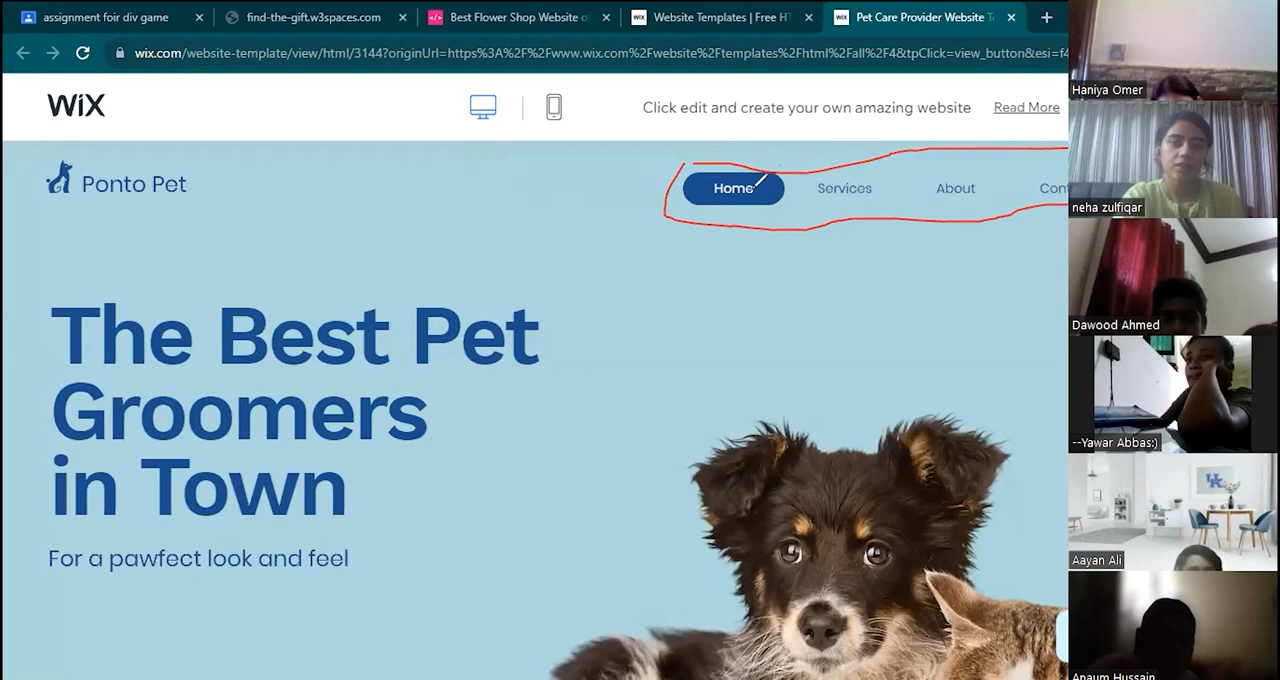 assignment foir div game
find-the-gift.w3spaces.com
Best Flower Shop Website o
Website Templates | Free HT
Pet Care Provider Website T
wix.com/website-template/view/html/3144?originUrl=https%3A%2F%2Fwww.wix.com%2Fwebsite%2Ftemplates%2Fhtml%2Fall%2F4&tpClick=view_button&esi=f4
WiX
Click edit and create your own amazing website Read More
Ponto Pet
Home Services About Cont
The Best Pet
Groomers
in Town
For a pawfect look and feel
Haniya Omer
neha zulfiqar
Dawood Ahmed
--Yawar Abbas:)
UK
Aayan Ali
Anaum Hussain